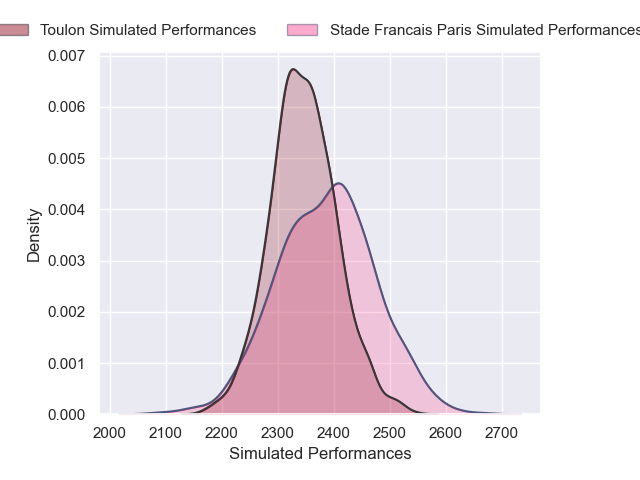 Toulon Simulated Performances Stade Francais Paris Simulated Performances
0.007
0.006
0.005
0.004
0.003
0.002
0.001
0.000
Density
2000 2100 2200 2300 2400 2500 2600 2700
Simulated Performances